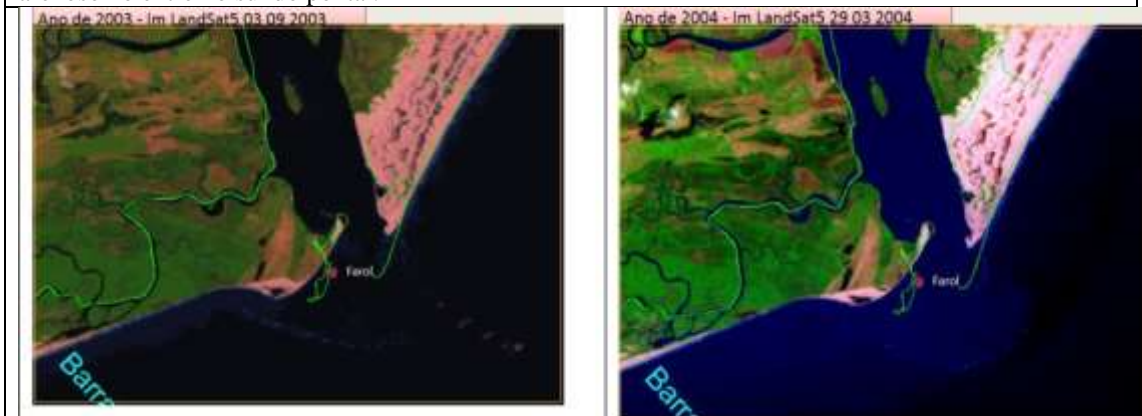 Ano de 2003 - Im LandSat5 03 09 2003
Ano de 2004 - Im LandSat5 29 03 2004
Farol
Farol
Barra
Barra